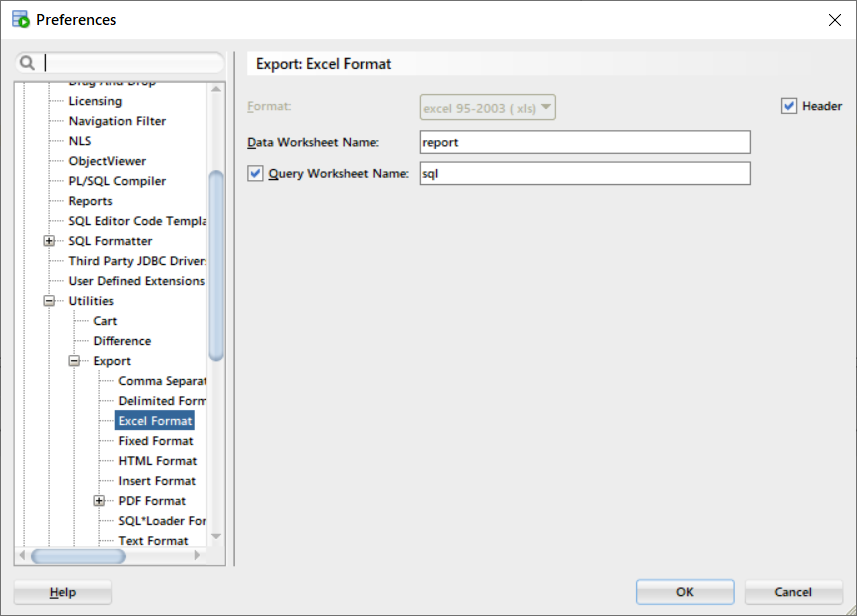 Preferences
Export: Excel Format
Format:
excel 95-2003 ( xls)
Header
Data Worksheet Name:
report
Query Worksheet Name:
sql
Drag And Drop
Licensing
Navigation Filter
NLS
ObjectViewer
PL/SQL Compiler
Reports
SQL Editor Code Templa
SQL Formatter
Third Party JDBC Driver
User Defined Extensions
Utilities
Cart
Difference
Export
Comma Separat
Delimited Form
Excel Format
Fixed Format
HTML Format
Insert Format
PDF Format
SQL*Loader For
Text Format
Help
OK
Cancel